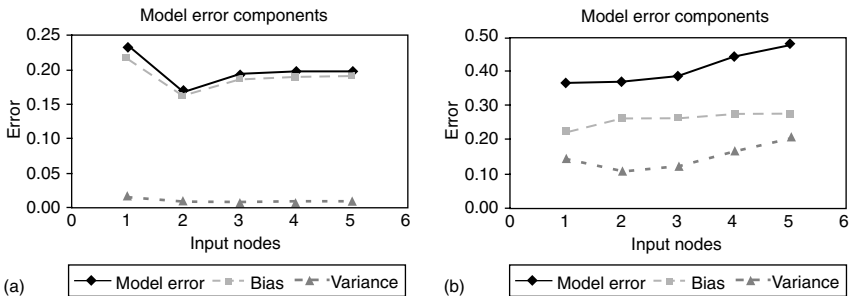 Model error components
0.25
0.20
0.15
0.10
0.05
0.00
Error
0 1 2 3 4 5 6
Input nodes
(a)
Model error Bias Variance
Model error components
0.50
0.40
0.30
0.20
0.10
0.00
Error
0 1 2 3 4 5 6
Input nodes
(b)
Model error Bias Variance